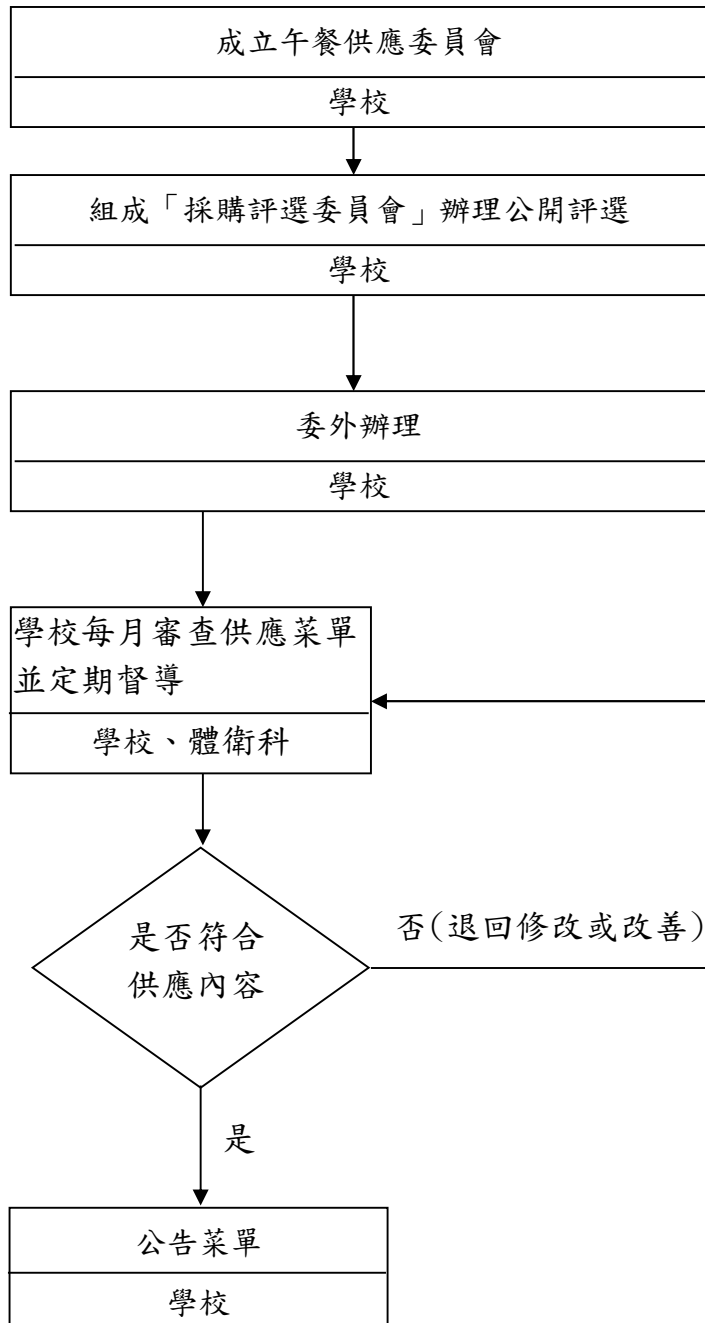 成立午餐供應委員會
學校
組成「採購評選委員會」辦理公開評選
學校
委外辦理
學校
學校每月審查供應菜單
並定期督導
學校、體衛科
是否符合
供應內容
否(退回修改或改善)
是
公告菜單
學校